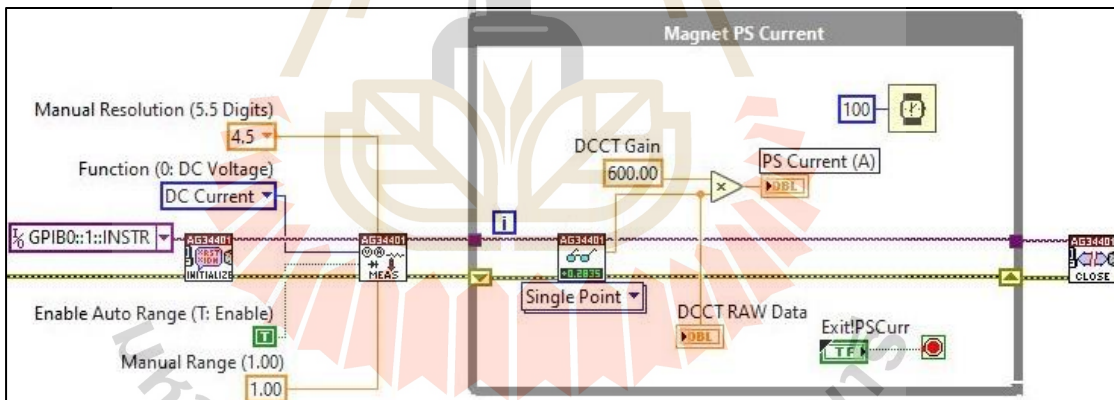 Magnet PS Current
Manual Resolution (5.5 Digits)
4.5
Function (0: DC Voltage)
DC Current
GPIB0::1::INSTR
AG34401
INITIALIZE
AG34401
MEAS
Enable Auto Range (T: Enable)
T
Manual Range (1.00)
1.00
i
AG34401
+0.2835
Single Point
DCCT Gain
600.00
x
PS Current (A)
DBL
100
DCCT RAW Data
DBL
Exit!PSCurr
TF
AG34401
CLOSE